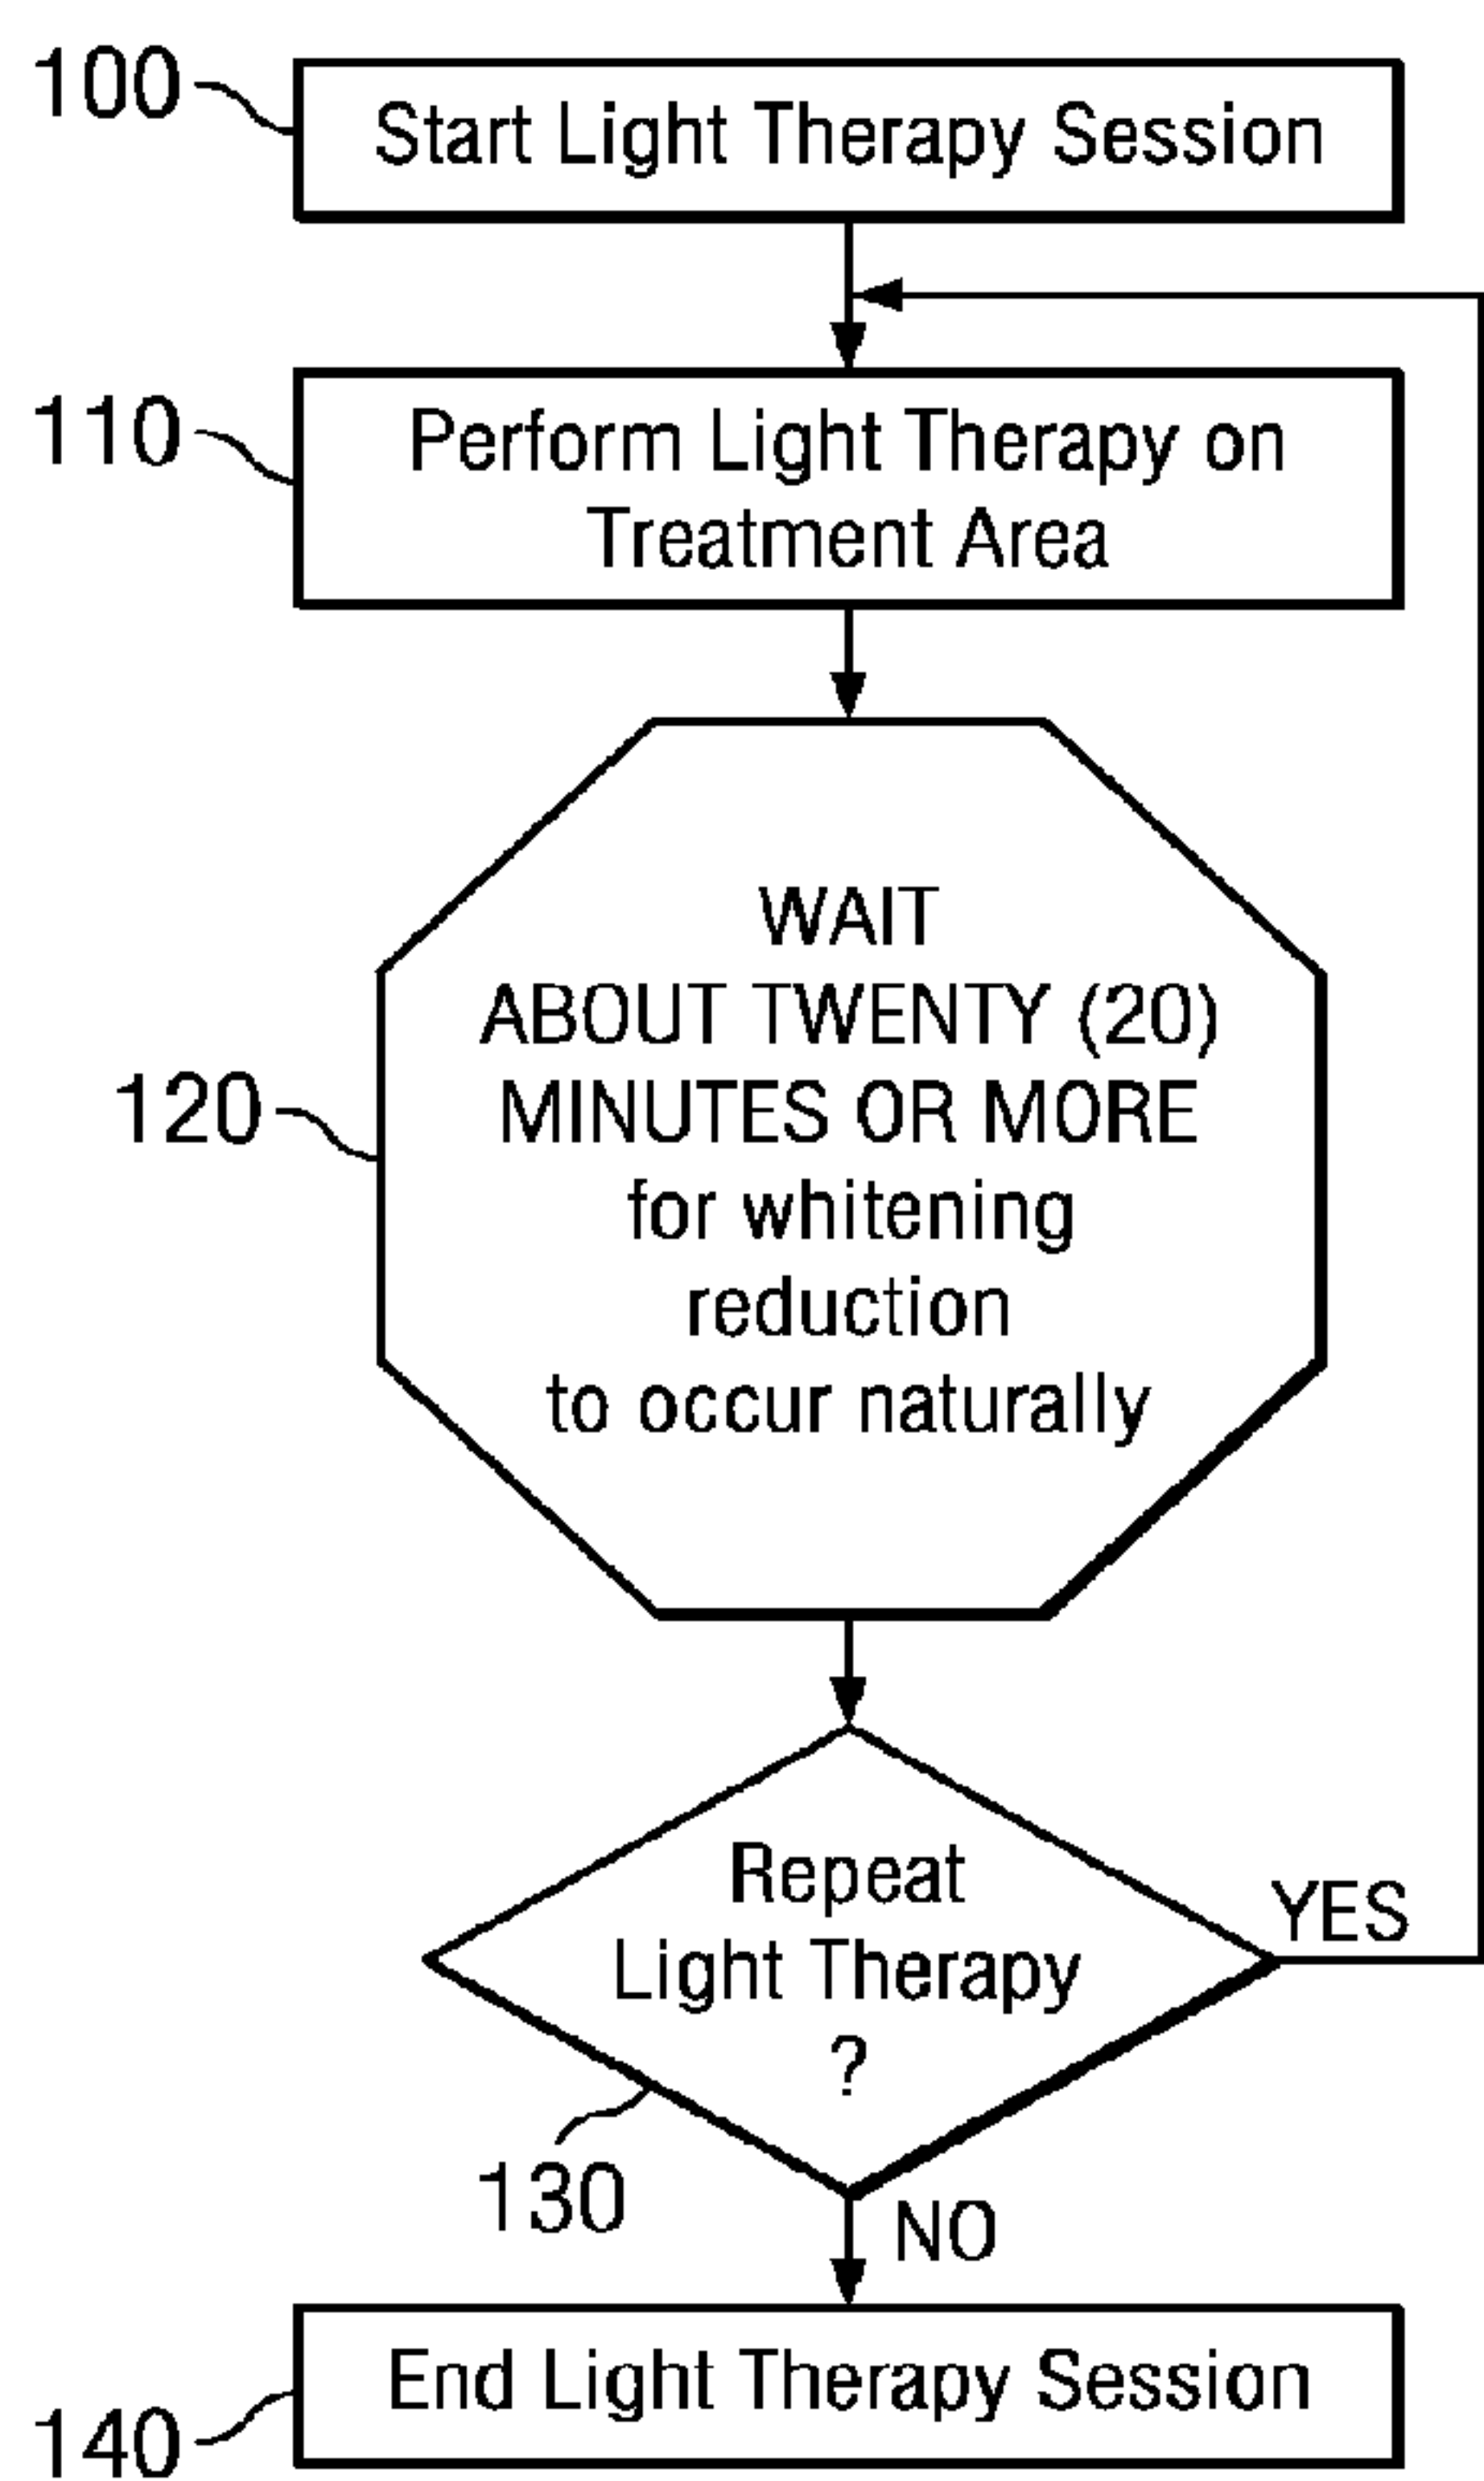 100
Start Light Therapy Session
110
Perform Light Therapy on
Treatment Area
WAIT
ABOUT TWENTY (20)
MINUTES OR MORE
120
for whitening
reduction
to occur naturally
Repeat
YES
Light Therapy
?
130
NO
End Light Therapy Session
140